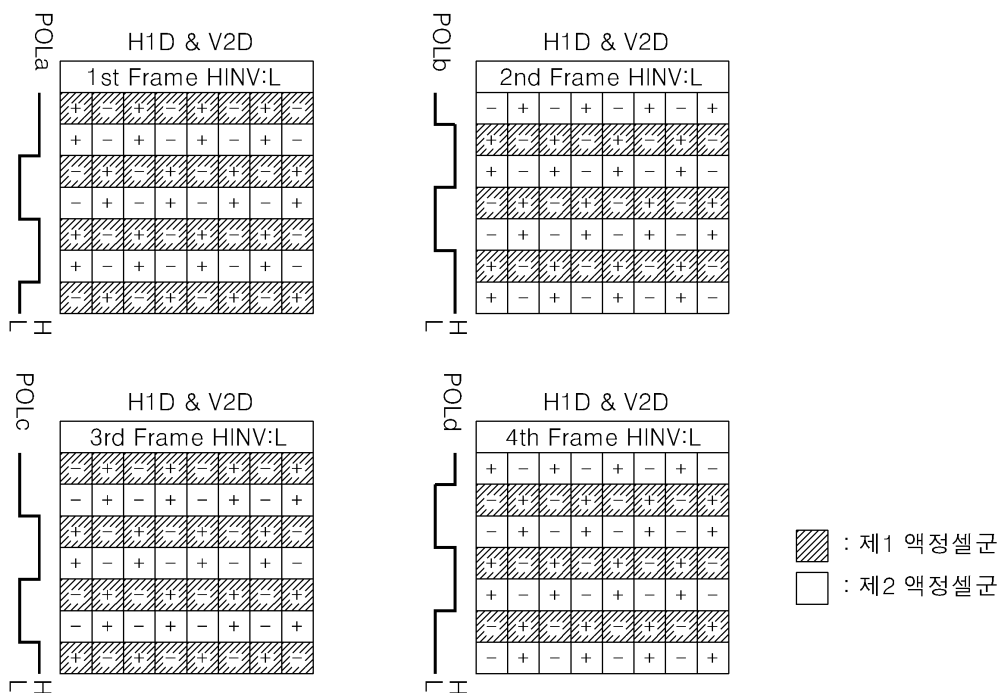 POLa
H1D & V2D
1st Frame HINV:L
+ − + − + − + −
+ − + − + − + −
− + − + − + − +
− + − + − + − +
+ − + − + − + −
+ − + − + − + −
− + − + − + − +
H
L
POLb
H1D & V2D
2nd Frame HINV:L
− + − + − + − +
+ − + − + − + −
+ − + − + − + −
− + − + − + − +
− + − + − + − +
+ − + − + − + −
+ − + − + − + −
H
L
POLc
H1D & V2D
3rd Frame HINV:L
− + − + − + − +
− + − + − + − +
+ − + − + − + −
+ − + − + − + −
− + − + − + − +
− + − + − + − +
+ − + − + − + −
H
L
POLd
H1D & V2D
4th Frame HINV:L
+ − + − + − + −
− + − + − + − +
− + − + − + − +
+ − + − + − + −
+ − + − + − + −
− + − + − + − +
− + − + − + − +
H
L
: 제1 액정셀군
: 제2 액정셀군